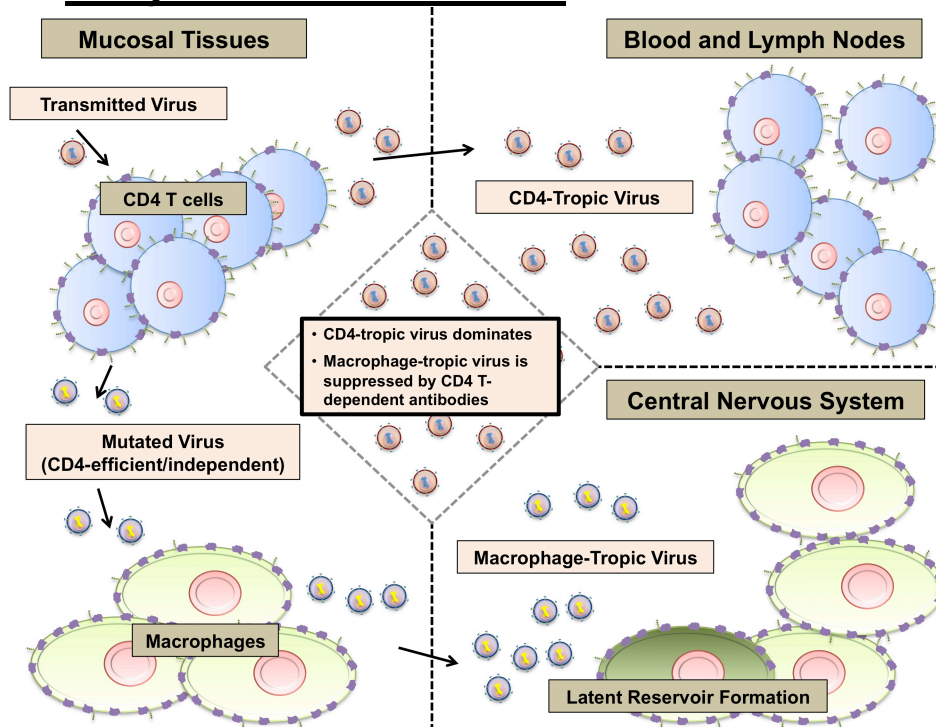 Mucosal Tissues
Blood and Lymph Nodes
Transmitted Virus
CD4 T cells
CD4-Tropic Virus
• CD4-tropic virus dominates
• Macrophage-tropic virus is
suppressed by CD4 T-
dependent antibodies
Central Nervous System
Mutated Virus
(CD4-efficient/independent)
Macrophage-Tropic Virus
Macrophages
Latent Reservoir Formation